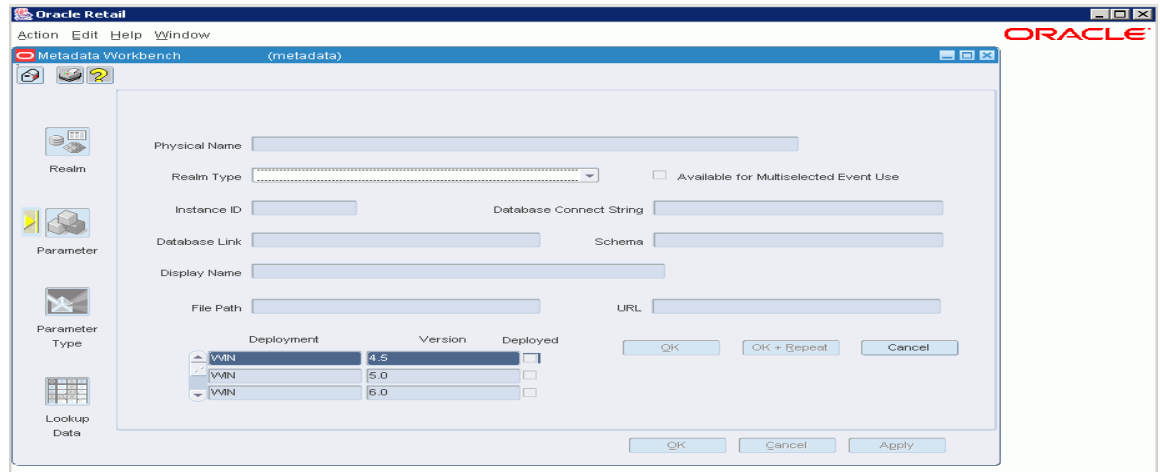 Oracle Retail
Action Edit Help Window
ORACLE
Metadata Workbench (metadata)
Physical Name
Realm
Realm Type Available for Multiselected Event Use
Instance ID Database Connect String
Database Link Schema
Parameter
Display Name
File Path URL
Parameter
Type
Deployment Version Deployed
OK OK + Repeat Cancel
WIN 4.5
WIN 5.0
WIN 6.0
Lookup
Data
OK Cancel Apply